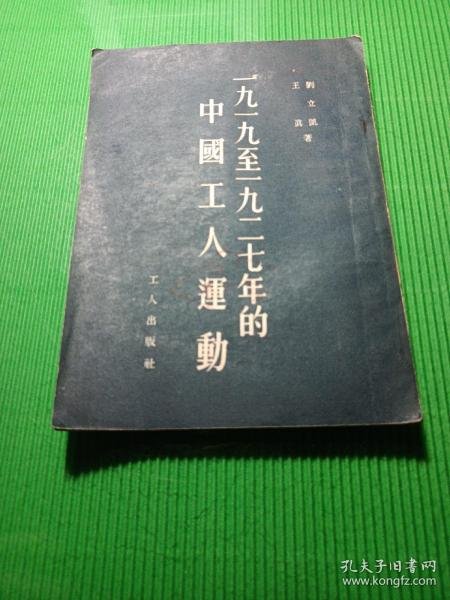 劉立凱
王真著
一九一九至一九二七年的
中國工人運動
工人出版社
孔夫子旧书网
www.kongfz.com